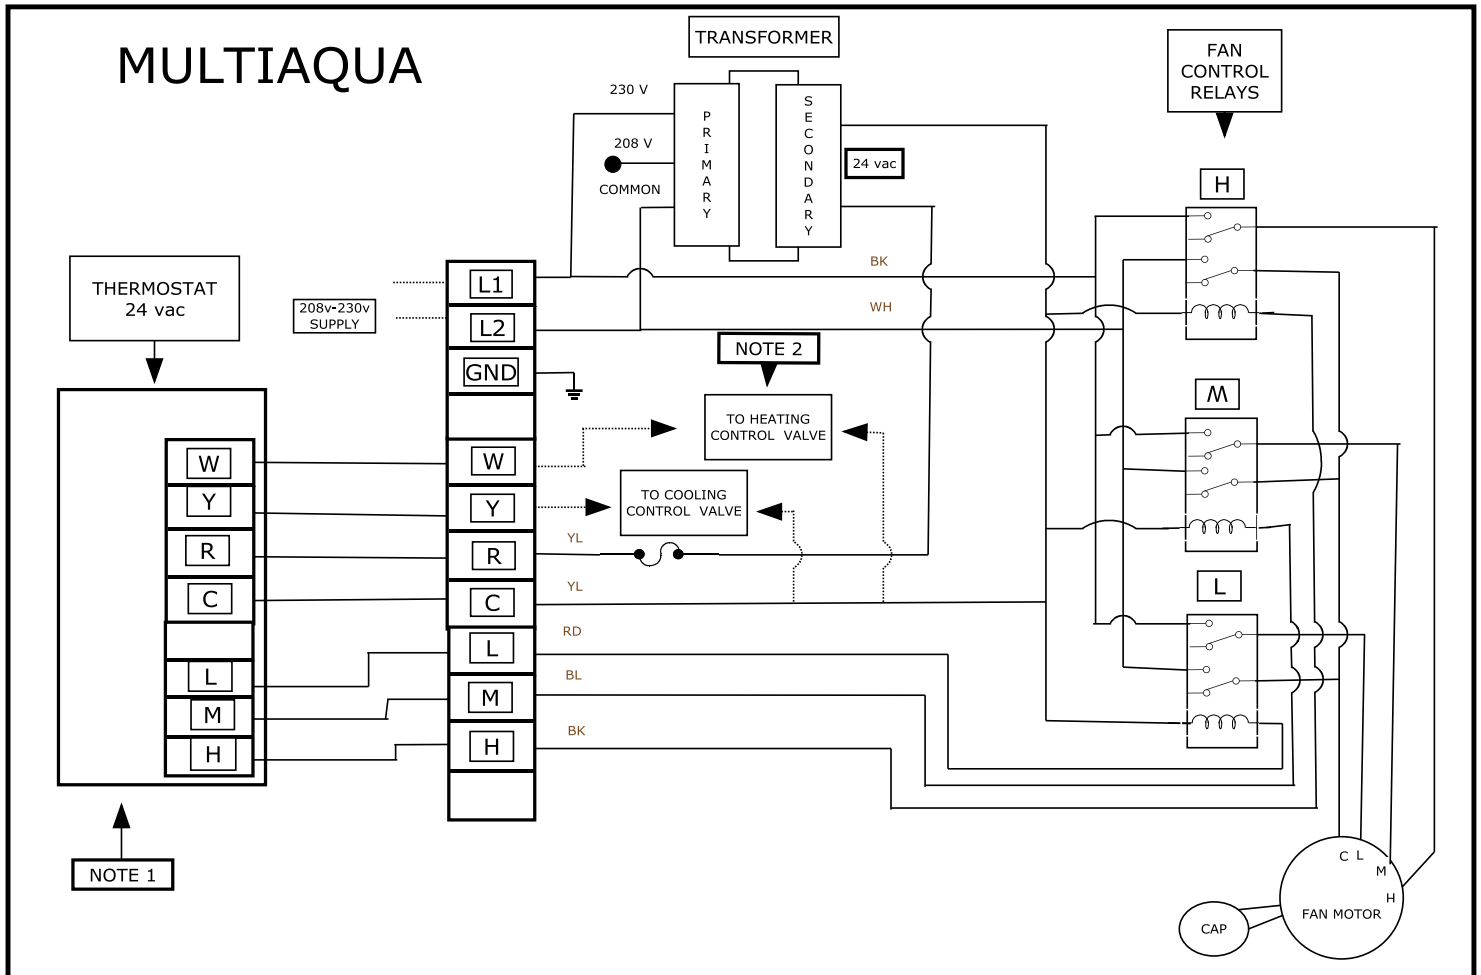 MULTIAQUA
TRANSFORMER
FAN
CONTROL
RELAYS
230 V
208 V
COMMON
PRIMARY
SECONDARY
24 vac
H
THERMOSTAT
24 vac
208v-230v
SUPPLY
L1
L2
GND
BK
WH
NOTE 2
TO HEATING
CONTROL VALVE
TO COOLING
CONTROL VALVE
M
L
W
Y
R
C
L
M
H
W
Y
R
C
L
M
H
YL
YL
RD
BL
BK
NOTE 1
C L
M
H
FAN MOTOR
CAP